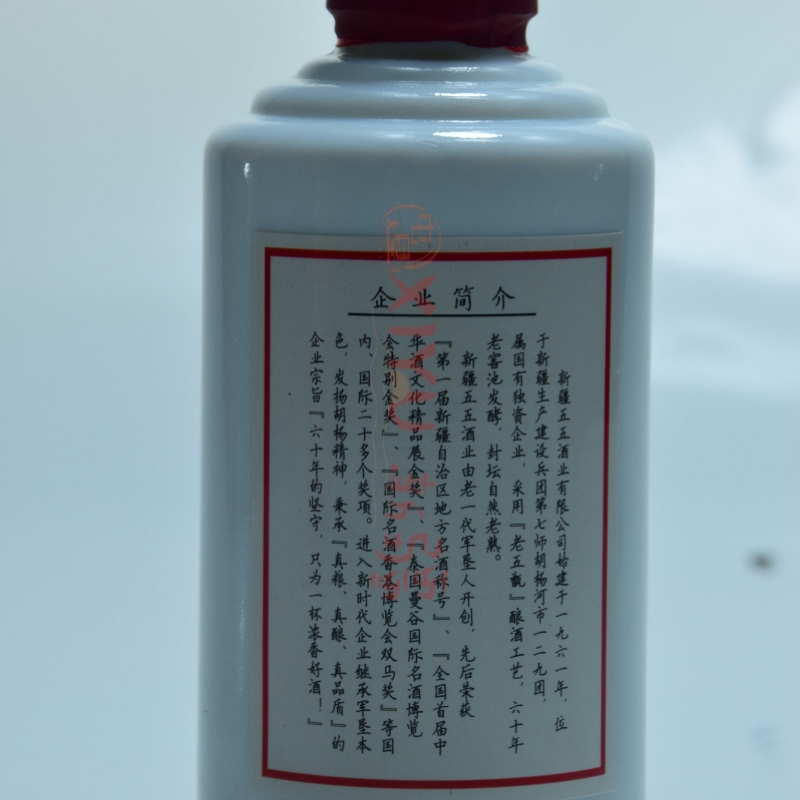 企业简介
新疆五五酒业有限公司始建于一九六一年，位
于新疆生产建设兵团第七师胡杨河市一二九团，
属国有独资企业，采用『老五甑』酿酒工艺，六十年
老窖池发酵，封坛自然老熟。
新疆五五酒业由老一代军垦人开创，先后荣获
『第一届新疆自治区地方名酒称号』、『全国首届中
华酒文化精品展金奖』、『泰国曼谷国际名酒博览
会特别金奖』、『国际名酒香港博览会双马奖』等国
内，国际二十多个奖项。进入新时代企业继承军垦本
色，发扬胡杨精神，秉承『真粮、真酿、真品质』的
企业宗旨『六十年的坚守，只为一杯浓香好酒！』
XIYU